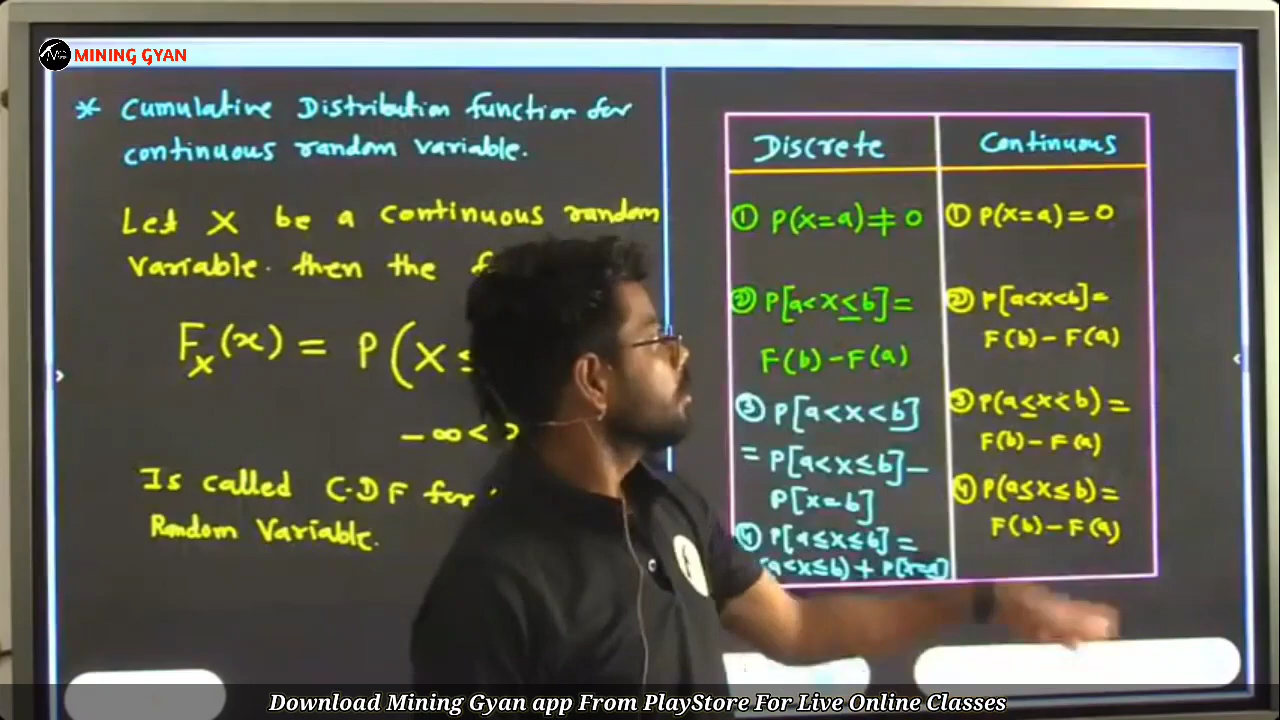 MINING GYAN
* Cumulative Distribution function for
continuous random variable.
Let X be a continuous random
Variable. then the
F_X(x) = P(X ≤
-∞ <
Is called C.D.F for
Random Variable.
Discrete
① P(X=a) ≠ 0
② P[a<X≤b] =
F(b) - F(a)
③ P[a<X<b]
= P[a<X≤b] -
P[X=b]
④ P[a≤X≤b] =
(a<X≤b) + P[X=a]
Continuous
① P(X=a) = 0
② P[a<X<b] =
F(b) - F(a)
③ P(a≤X<b) =
F(b) - F(a)
④ P(a≤X≤b) =
F(b) - F(a)
Download Mining Gyan app From PlayStore For Live Online Classes